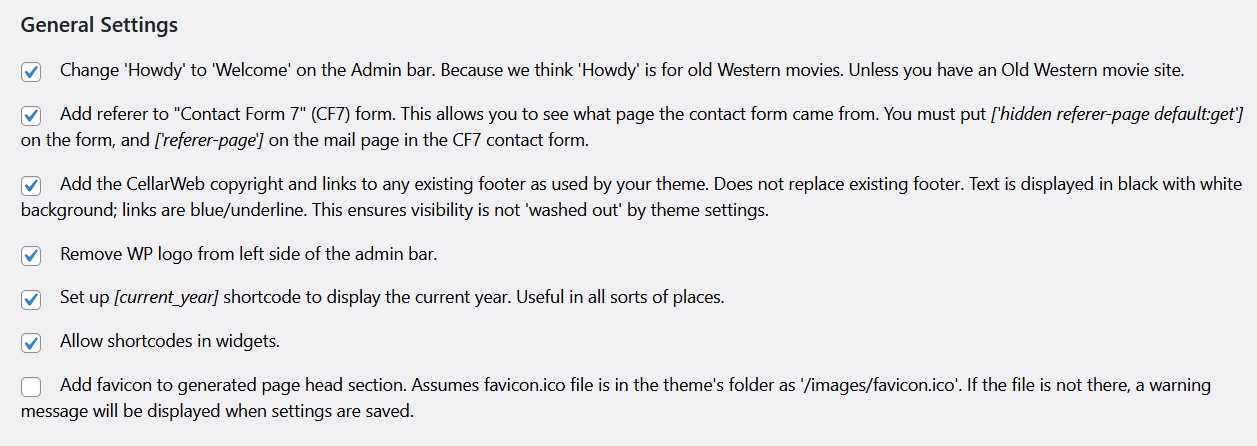 General Settings
Change 'Howdy' to 'Welcome' on the Admin bar. Because we think 'Howdy' is for old Western movies. Unless you have an Old Western movie site.
Add referer to "Contact Form 7" (CF7) form. This allows you to see what page the contact form came from. You must put ['hidden referer-page default:get']
on the form, and ['referer-page'] on the mail page in the CF7 contact form.
Add the CellarWeb copyright and links to any existing footer as used by your theme. Does not replace existing footer. Text is displayed in black with white
background; links are blue/underline. This ensures visibility is not 'washed out' by theme settings.
Remove WP logo from left side of the admin bar.
Set up [current_year] shortcode to display the current year. Useful in all sorts of places.
Allow shortcodes in widgets.
Add favicon to generated page head section. Assumes favicon.ico file is in the theme's folder as '/images/favicon.ico'. If the file is not there, a warning
message will be displayed when settings are saved.